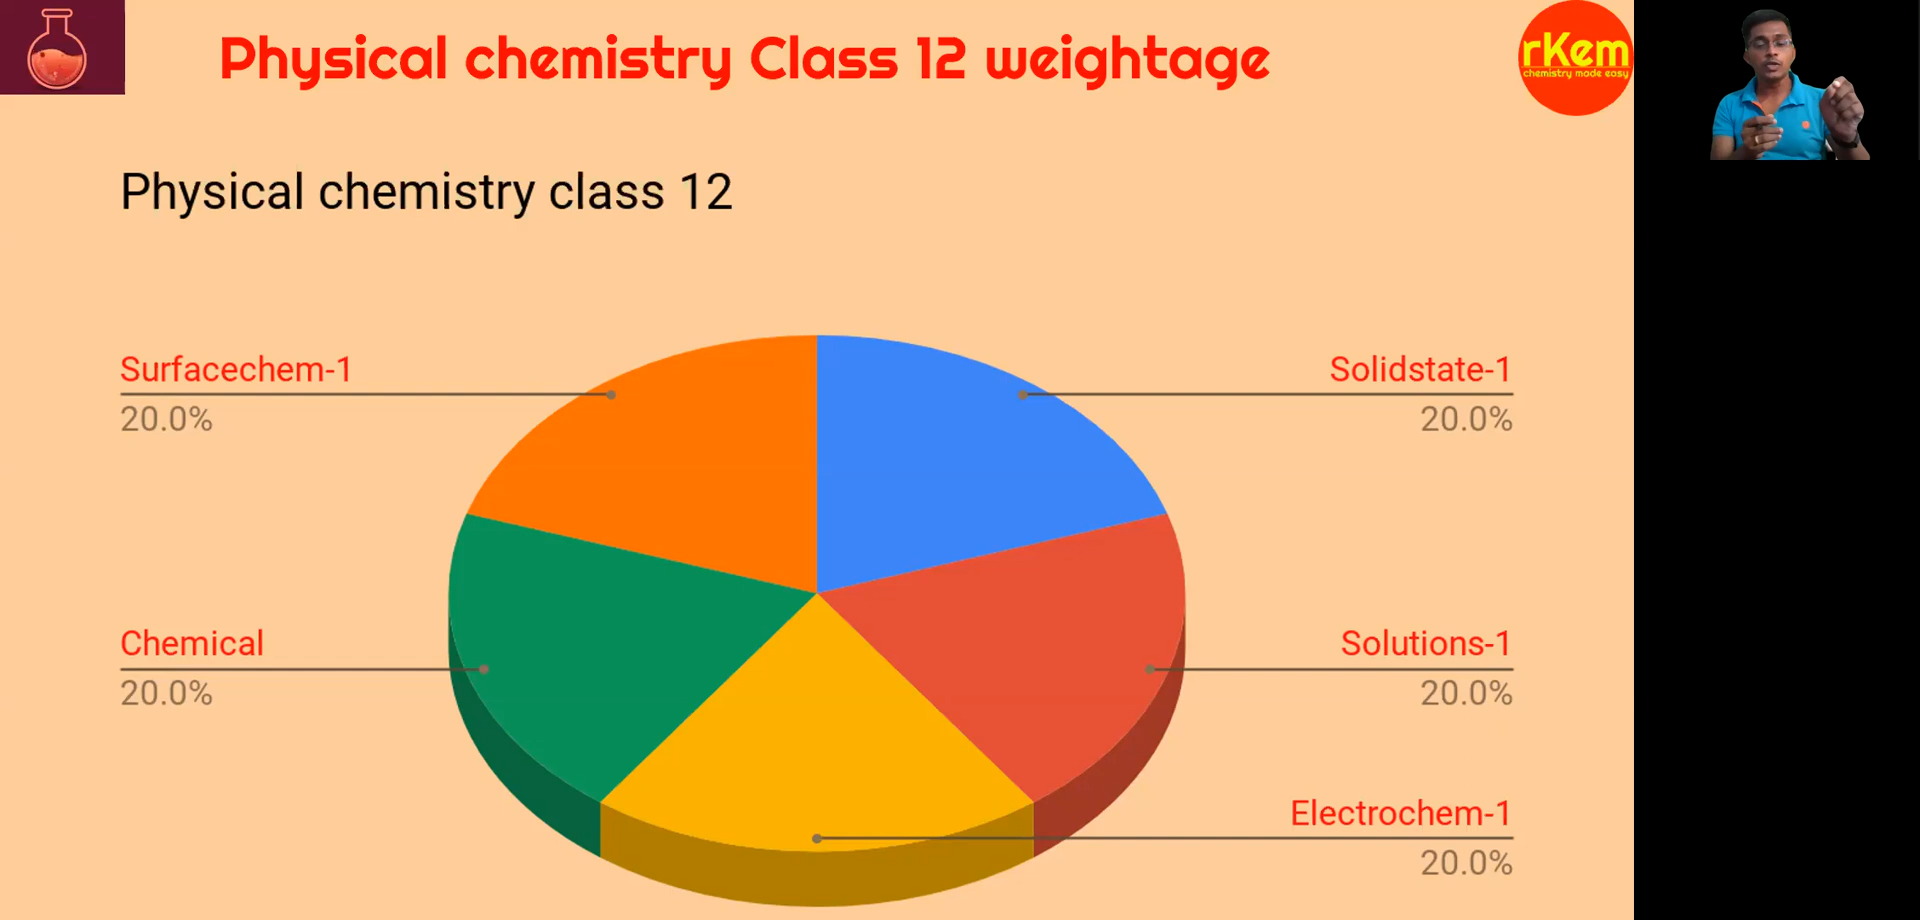 Physical chemistry Class 12 weightage
rKem
chemistry made easy
Physical chemistry class 12
Surfacechem-1
20.0%
Solidstate-1
20.0%
Chemical
20.0%
Solutions-1
20.0%
Electrochem-1
20.0%